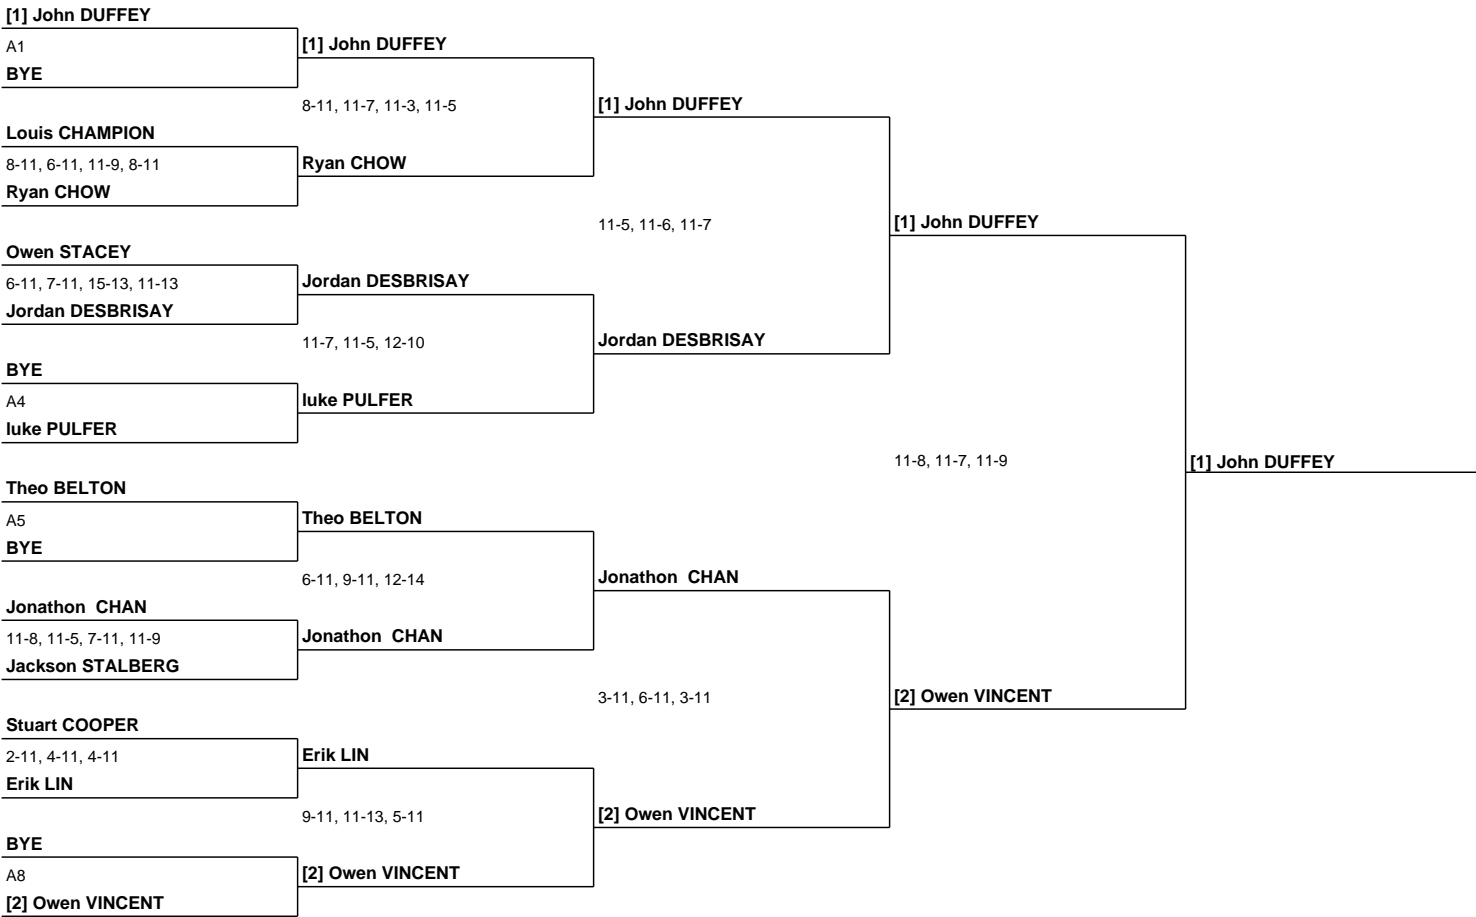 [1] John DUFFEY
A1
BYE
Louis CHAMPION
8-11, 6-11, 11-9, 8-11
Ryan CHOW
Owen STACEY
6-11, 7-11, 15-13, 11-13
Jordan DESBRISAY
BYE
A4
luke PULFER
Theo BELTON
A5
BYE
Jonathon  CHAN
11-8, 11-5, 7-11, 11-9
Jackson STALBERG
Stuart COOPER
2-11, 4-11, 4-11
Erik LIN
BYE
A8
[2] Owen VINCENT
[1] John DUFFEY
8-11, 11-7, 11-3, 11-5
Ryan CHOW
Jordan DESBRISAY
11-7, 11-5, 12-10
luke PULFER
Theo BELTON
6-11, 9-11, 12-14
Jonathon  CHAN
Erik LIN
9-11, 11-13, 5-11
[2] Owen VINCENT
[1] John DUFFEY
11-5, 11-6, 11-7
Jordan DESBRISAY
Jonathon  CHAN
3-11, 6-11, 3-11
[2] Owen VINCENT
[1] John DUFFEY
11-8, 11-7, 11-9
[2] Owen VINCENT
[1] John DUFFEY